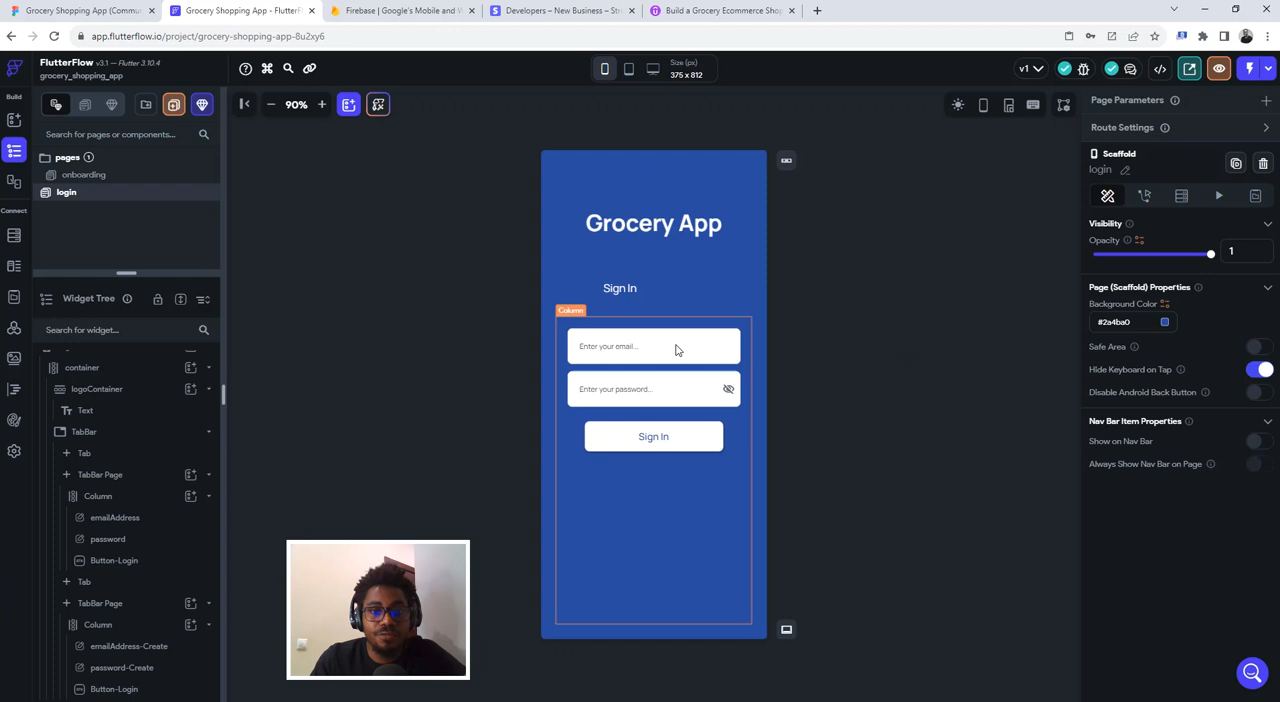 Grocery Shopping App (Commu
Grocery Shopping App - FlutterF
Firebase | Google's Mobile and W
Developers – New Business – Str
Build a Grocery Ecommerce Shop
app.flutterflow.io/project/grocery-shopping-app-8u2xy6
FlutterFlow v3.1 – Flutter 3.10.4
grocery_shopping_app
Size (px)
375 x 812
v1
Build
90%
Page Parameters
Search for pages or components...
Route Settings
pages 1
Scaffold
onboarding
login
login
Connect
Grocery App
Visibility
Opacity
1
Sign In
Page (Scaffold) Properties
Widget Tree
Column
Background Color
#2a4ba0
Search for widget...
Enter your email...
Safe Area
container
Hide Keyboard on Tap
logoContainer
Enter your password...
Disable Android Back Button
Text
Nav Bar Item Properties
TabBar
Sign In
Show on Nav Bar
Tab
Always Show Nav Bar on Page
TabBar Page
Column
emailAddress
password
Button-Login
Tab
TabBar Page
Column
emailAddress-Create
password-Create
Button-Login